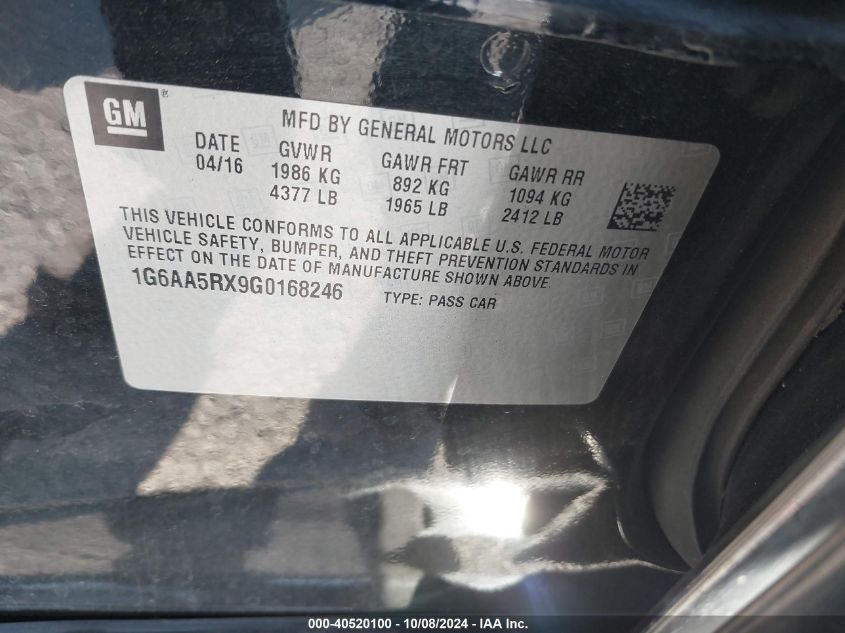 GM
®
MFD BY GENERAL MOTORS LLC
DATE GVWR GAWR FRT GAWR RR
04/16 1986 KG 892 KG 1094 KG
4377 LB 1965 LB 2412 LB
THIS VEHICLE CONFORMS TO ALL APPLICABLE U.S. FEDERAL MOTOR
VEHICLE SAFETY, BUMPER, AND THEFT PREVENTION STANDARDS IN
EFFECT ON THE DATE OF MANUFACTURE SHOWN ABOVE.
1G6AA5RX9G0168246 TYPE: PASS CAR
000-40520100 - 10/08/2024 - IAA Inc.